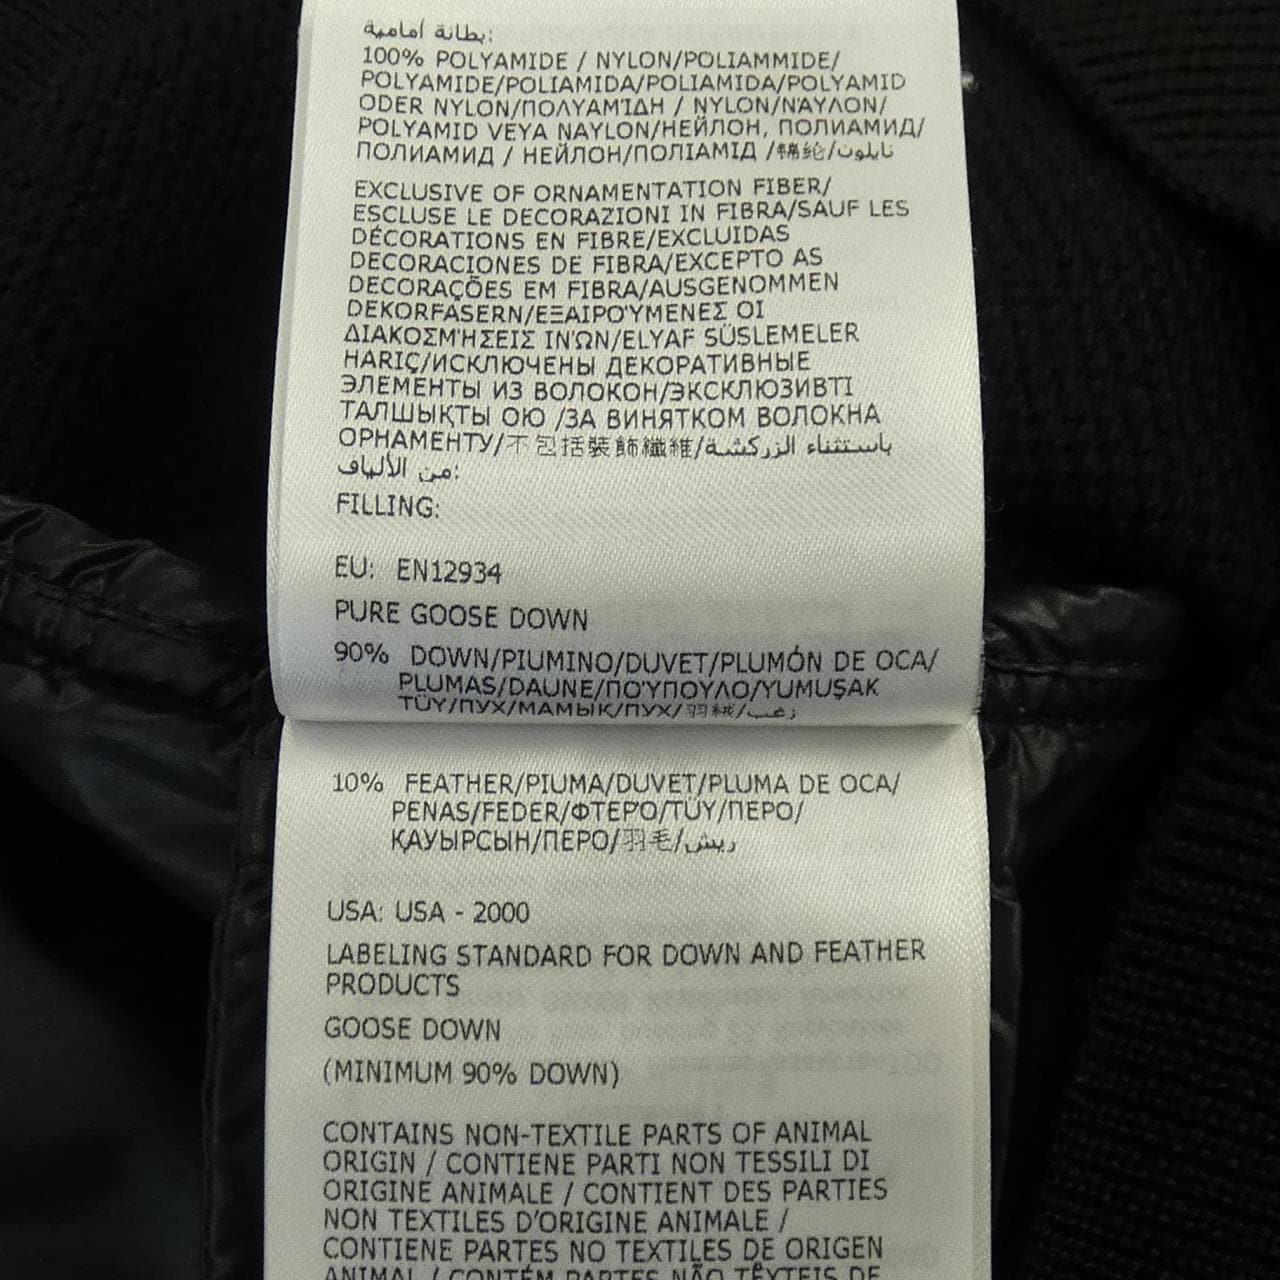 بطانة أمامية:
100% POLYAMIDE / NYLON/POLIAMMIDE/
POLYAMIDE/POLIAMIDA/POLIAMIDA/POLYAMID
ODER NYLON/ΠΟΛΥΑΜΊΔΗ / NYLON/ΝΆΥΛΟΝ/
POLYAMID VEYA NAYLON/НЕЙЛОН, ПОЛИАМИД/
ПОЛИАМИД / НЕЙЛОН/ПОЛІАМІД /锦纶/نايلون
EXCLUSIVE OF ORNAMENTATION FIBER/
ESCLUSE LE DECORAZIONI IN FIBRA/SAUF LES
DÉCORATIONS EN FIBRE/EXCLUIDAS
DECORACIONES DE FIBRA/EXCEPTO AS
DECORAÇÕES EM FIBRA/AUSGENOMMEN
DEKORFASERN/ΕΞΑΙΡΟΎΜΕΝΕΣ ΟΙ
ΔΙΑΚΟΣΜΉΣΕΙΣ ΙΝΏΝ/ELYAF SÜSLEMELER
HARIÇ/ИСКЛЮЧЕНЫ ДЕКОРАТИВНЫЕ
ЭЛЕМЕНТЫ ИЗ ВОЛОКОН/ЭКСКЛЮЗИВТІ
ТАЛШЫҚТЫ ОЮ /ЗА ВИНЯТКОМ ВОЛОКНА
ОРНАМЕНТУ/不包括裝飾纖維/باستثناء الزركشة
من الألياف:
FILLING:
EU: EN12934
PURE GOOSE DOWN
90% DOWN/PIUMINO/DUVET/PLUMÓN DE OCA/
PLUMAS/DAUNE/ΠΟΎΠΟΥΛΟ/YUMUŞAK
TÜY/ПУХ/МАМЫҚ/ПУХ/羽絨/زغب
10% FEATHER/PIUMA/DUVET/PLUMA DE OCA/
PENAS/FEDER/ΦΤΕΡΌ/TÜY/ПЕРО/
ҚАУЫРСЫН/ПЕРО/羽毛/ريش
USA: USA - 2000
LABELING STANDARD FOR DOWN AND FEATHER
PRODUCTS
GOOSE DOWN
(MINIMUM 90% DOWN)
CONTAINS NON-TEXTILE PARTS OF ANIMAL
ORIGIN / CONTIENE PARTI NON TESSILI DI
ORIGINE ANIMALE / CONTIENT DES PARTIES
NON TEXTILES D'ORIGINE ANIMALE /
CONTIENE PARTES NO TEXTILES DE ORIGEN
ANIMAL / CONTÉM PARTES NÃO TÊXTEIS DE